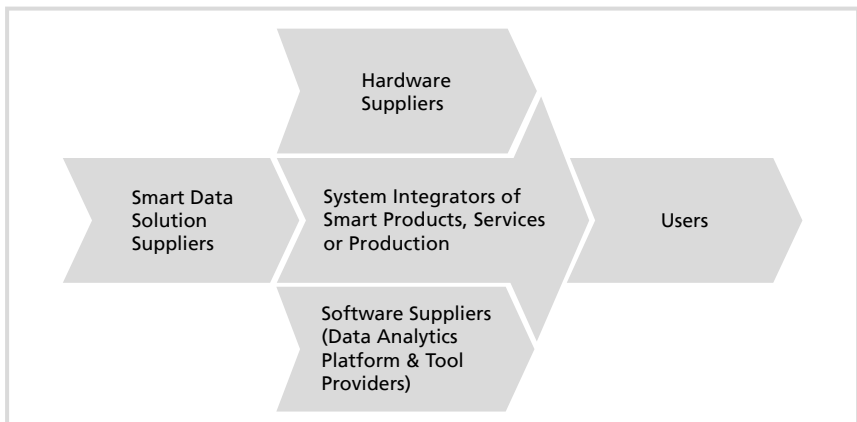 Hardware
Suppliers
Smart Data
Solution
Suppliers
System Integrators of
Smart Products, Services
or Production
Users
Software Suppliers
(Data Analytics
Platform & Tool
Providers)